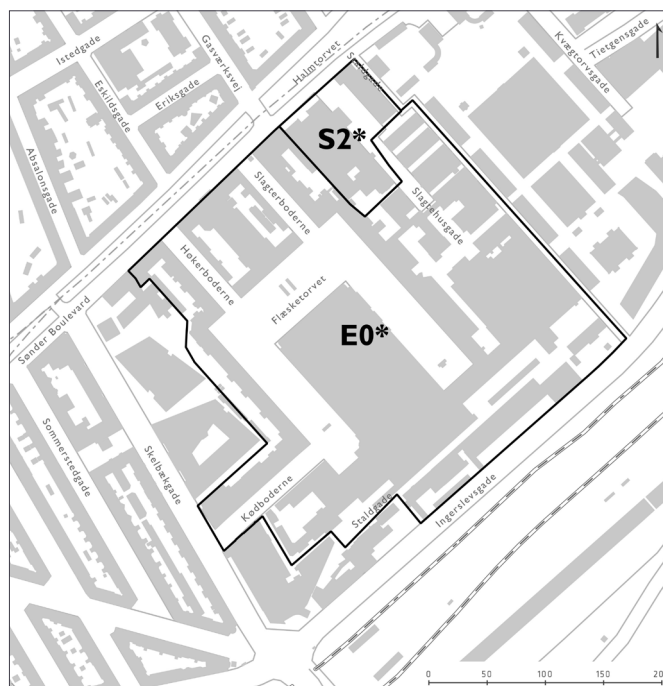 Istedgade
Eriksgade
Eskildsgade
Gasværksvej
Absalonsgade
Halmtorvet
Kvægtorvsgade
Tietgensgade
S2*
Slagterboderne
Slagtehusgade
Høkerboderne
Flæsketorvet
E0*
Sønder Boulevard
Sommerstedgade
Skelbækgade
Kødboderne
Staldgade
Ingerslevsgade
0 50 100 150